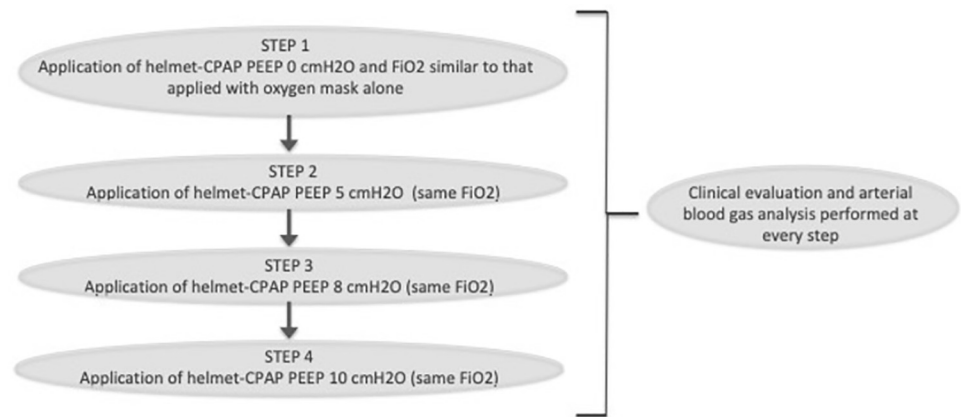 STEP 1
Application of helmet-CPAP PEEP 0 cmH2O and FiO2 similar to that
applied with oxygen mask alone
STEP 2
Application of helmet-CPAP PEEP 5 cmH2O (same FiO2)
STEP 3
Application of helmet-CPAP PEEP 8 cmH2O (same FiO2)
STEP 4
Application of helmet-CPAP PEEP 10 cmH2O (same FiO2)
Clinical evaluation and arterial
blood gas analysis performed at
every step